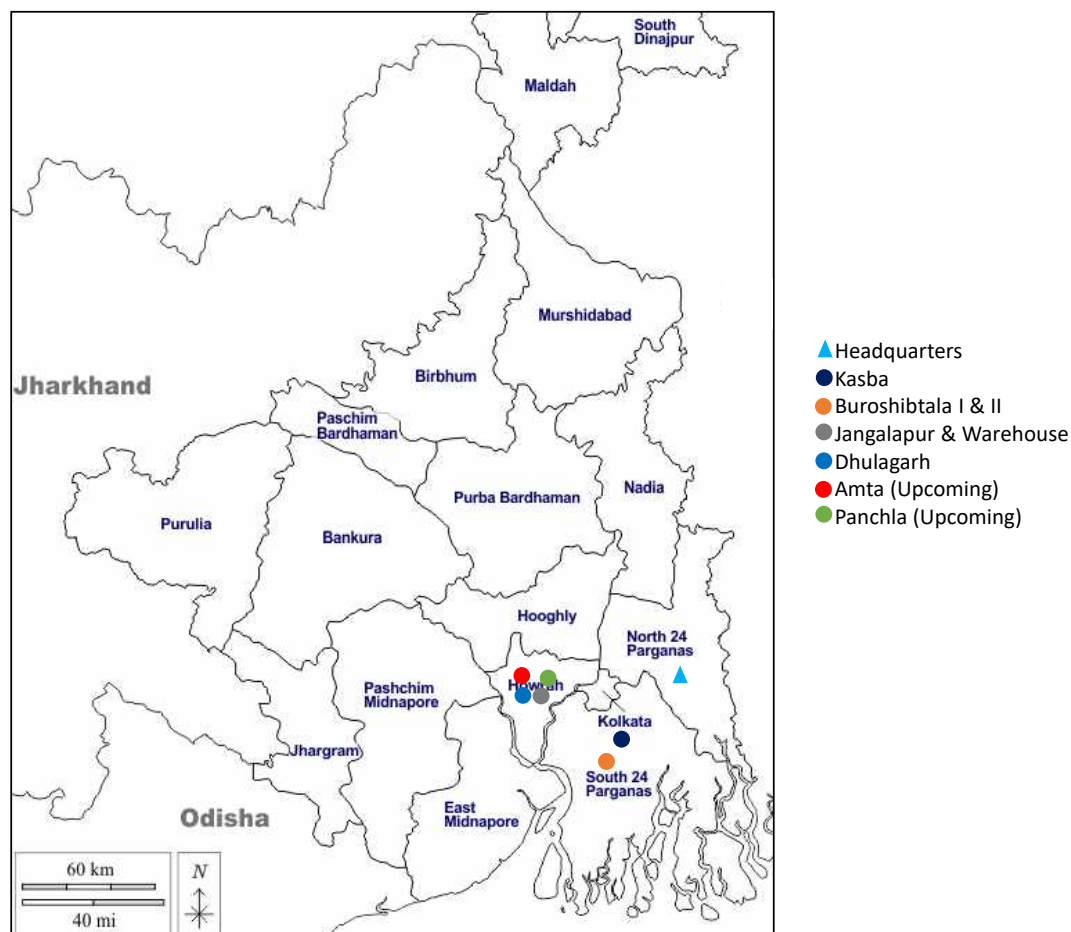 South
Dinajpur
Maldah
Murshidabad
Birbhum
Jharkhand
Paschim
Bardhaman
Purba Bardhaman
Nadia
Purulia
Bankura
Hooghly
North 24
Parganas
Howrah
Pashchim
Midnapore
Kolkata
Jhargram
South 24
Parganas
East
Midnapore
Odisha
60 km
40 mi
N
Headquarters
Kasba
Buroshibtala I & II
Jangalapur & Warehouse
Dhulagarh
Amta (Upcoming)
Panchla (Upcoming)